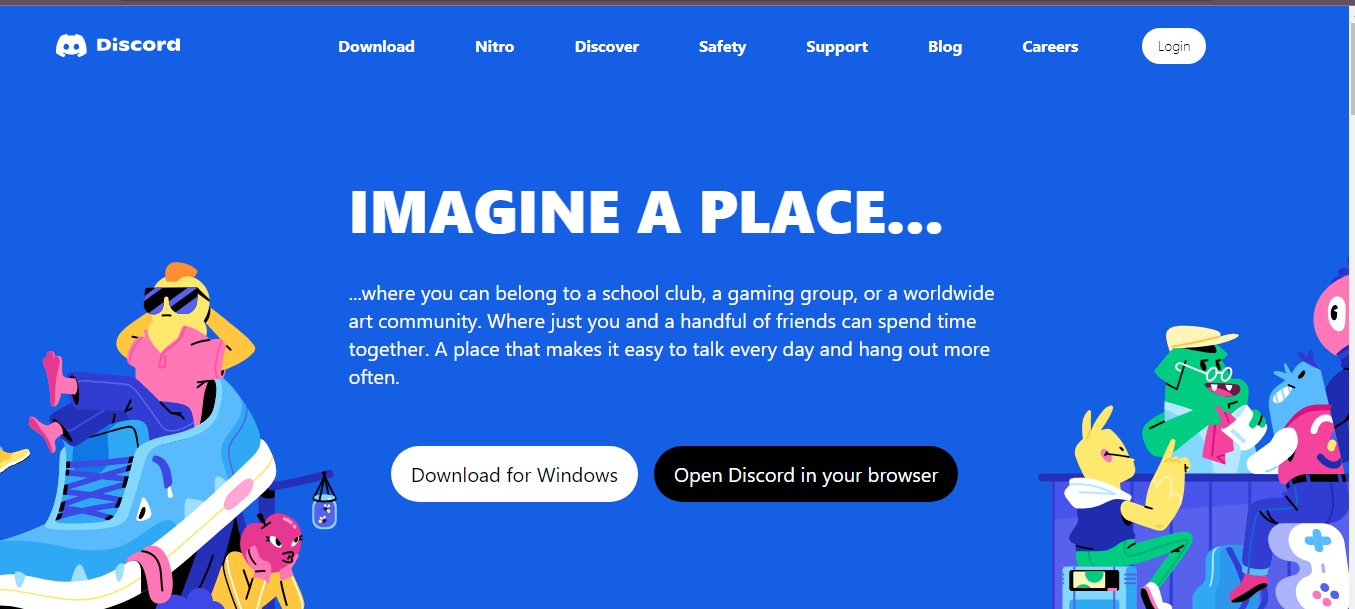 Discord Download Nitro Discover Safety Support Blog Careers Login
IMAGINE A PLACE...
...where you can belong to a school club, a gaming group, or a worldwide
art community. Where just you and a handful of friends can spend time
together. A place that makes it easy to talk every day and hang out more
often.
Download for Windows Open Discord in your browser